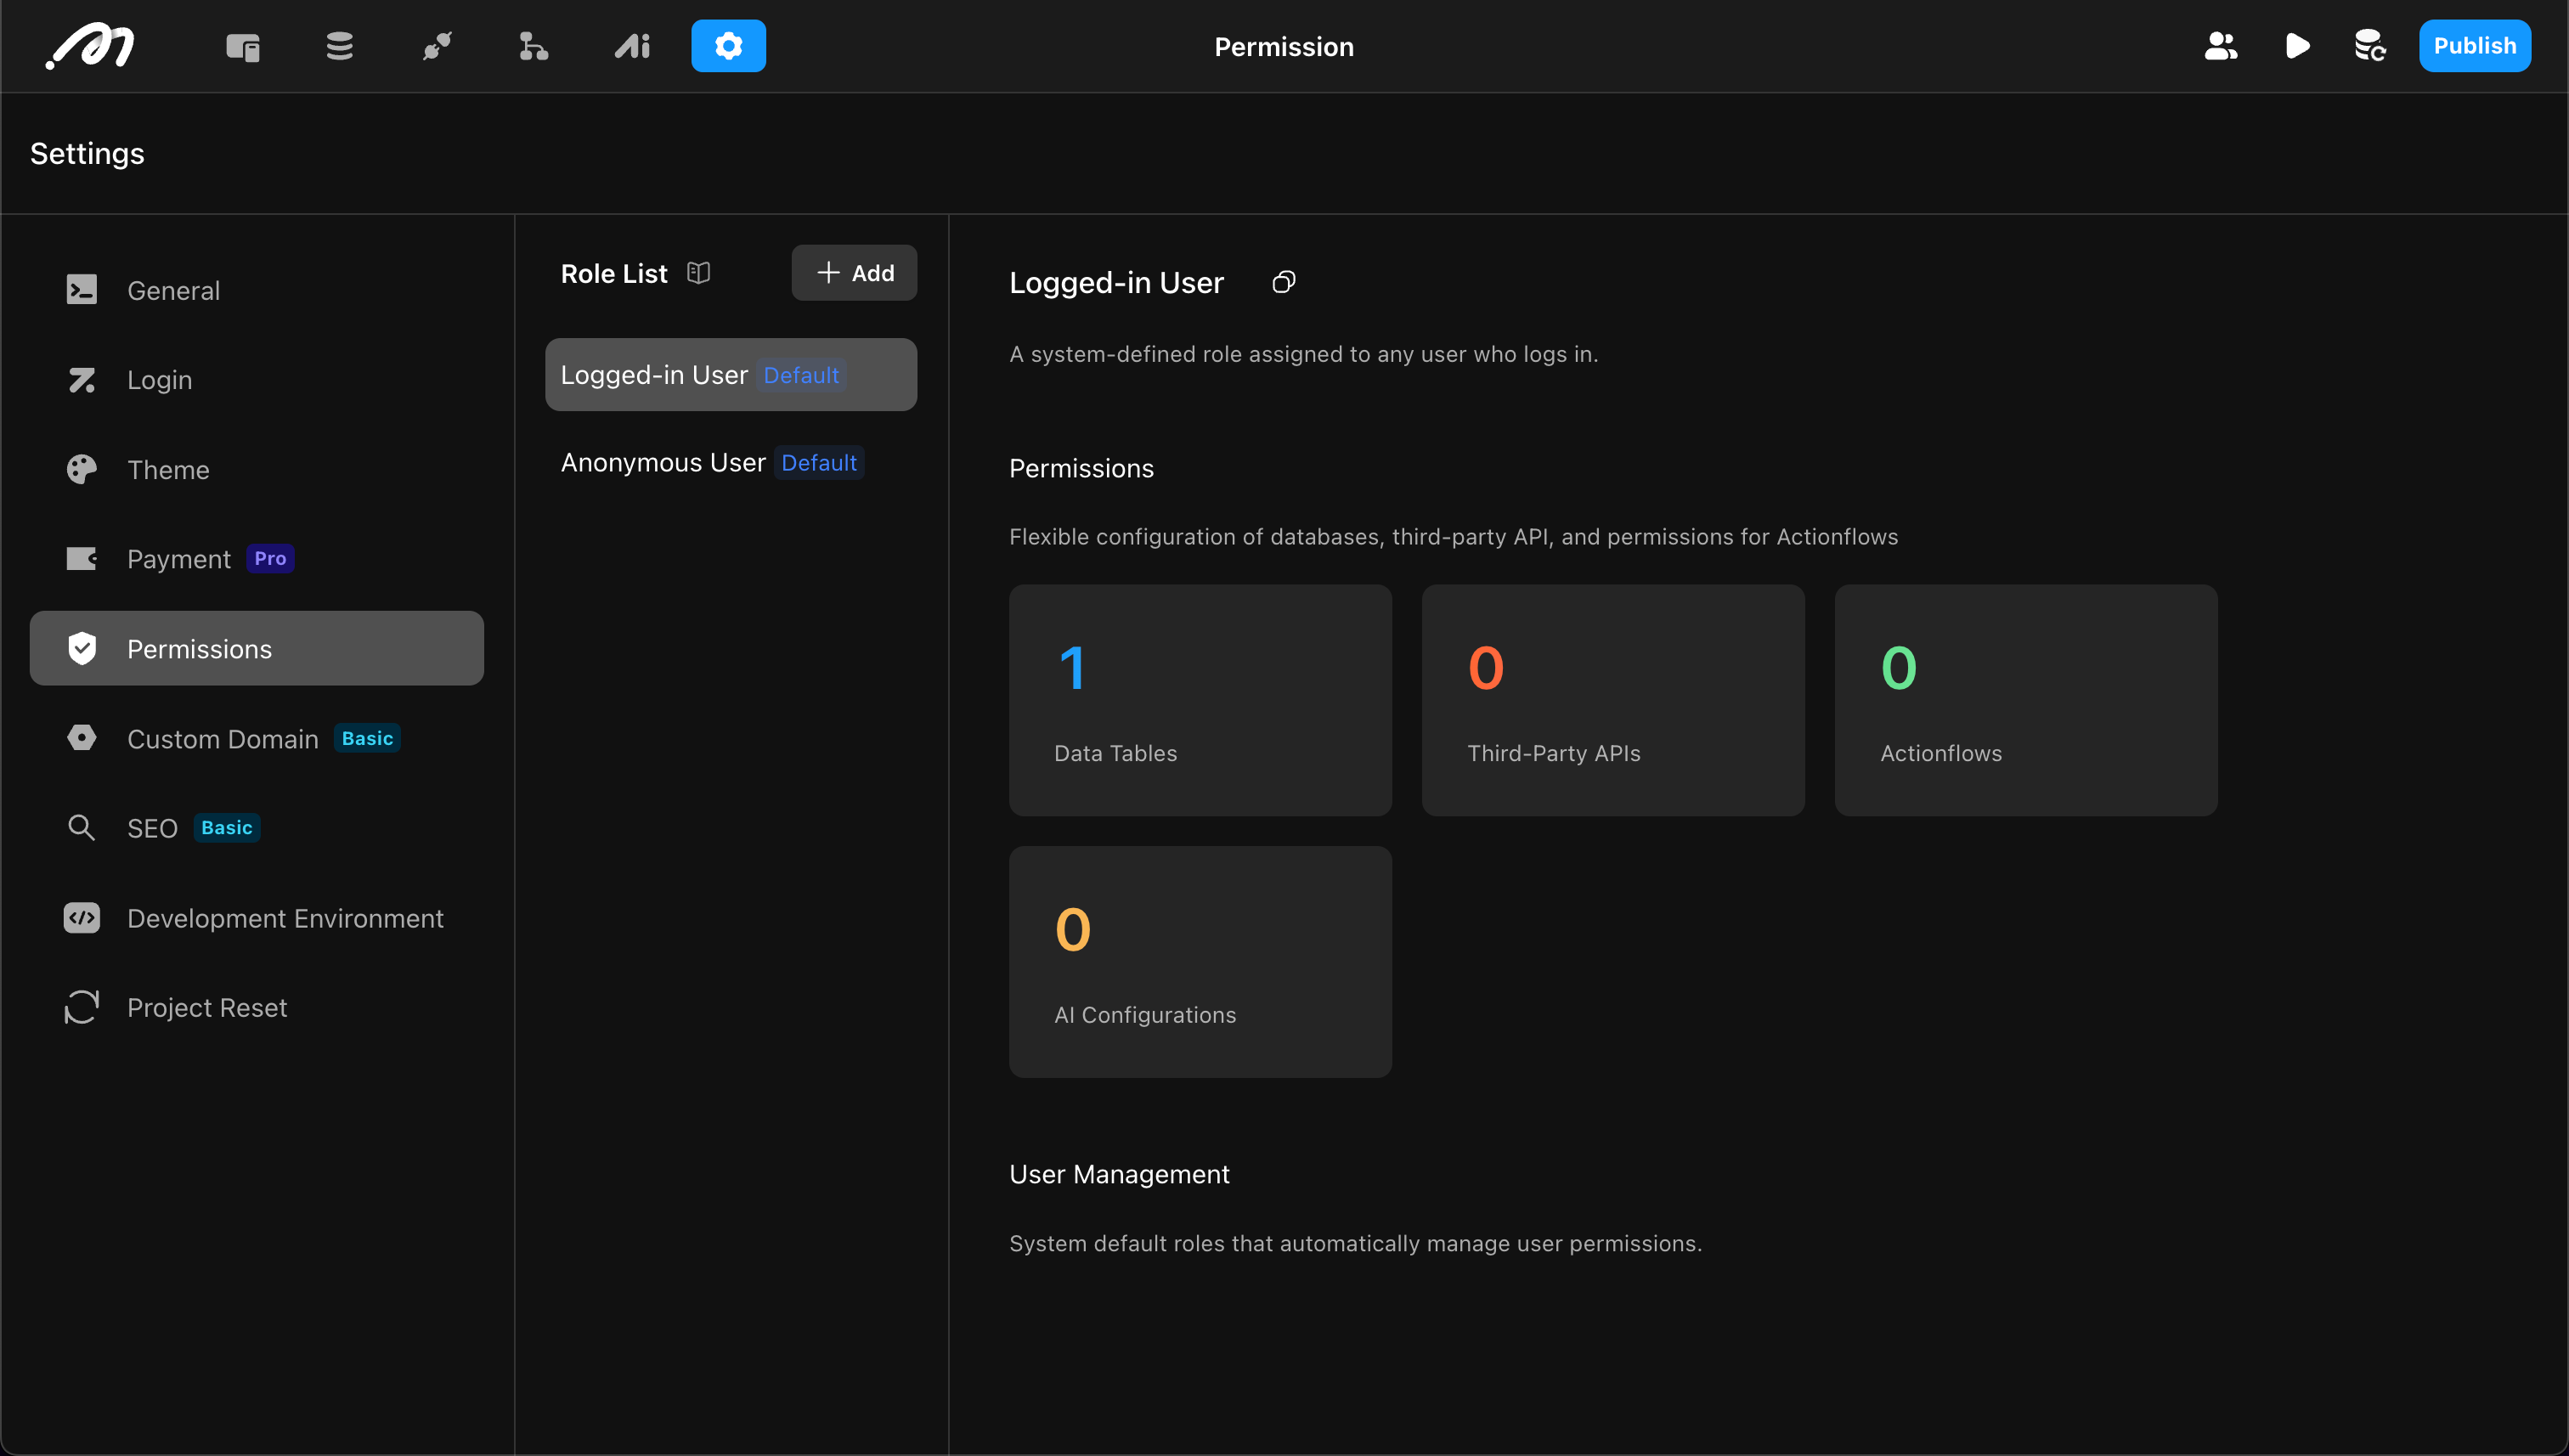 Permission
Publish
Settings
General
Login
Theme
Payment Pro
Permissions
Custom Domain Basic
SEO Basic
Development Environment
Project Reset
Role List
Add
Logged-in User Default
Anonymous User Default
Logged-in User
A system-defined role assigned to any user who logs in.
Permissions
Flexible configuration of databases, third-party API, and permissions for Actionflows
1
Data Tables
0
Third-Party APIs
0
Actionflows
0
AI Configurations
User Management
System default roles that automatically manage user permissions.